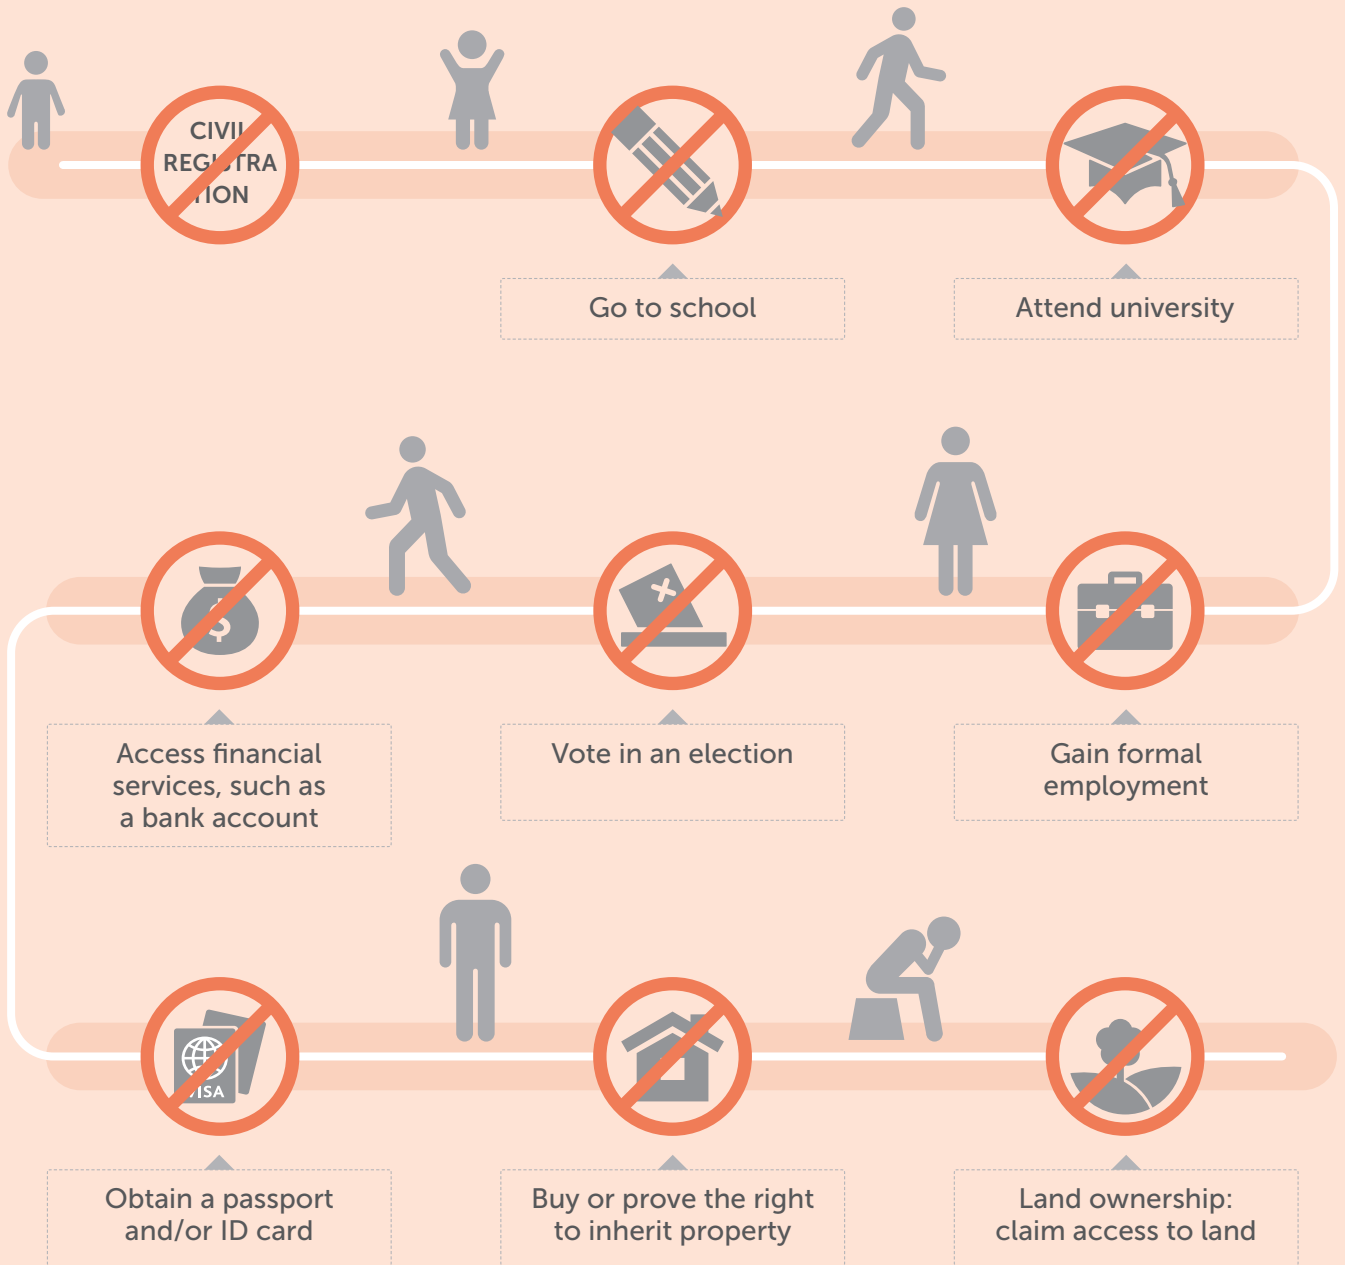 CIVIL
REGISTRA
TION
Go to school
Attend university
$
Access financial
services, such as
a bank account
Vote in an election
Gain formal
employment
VISA
Obtain a passport
and/or ID card
Buy or prove the right
to inherit property
Land ownership:
claim access to land